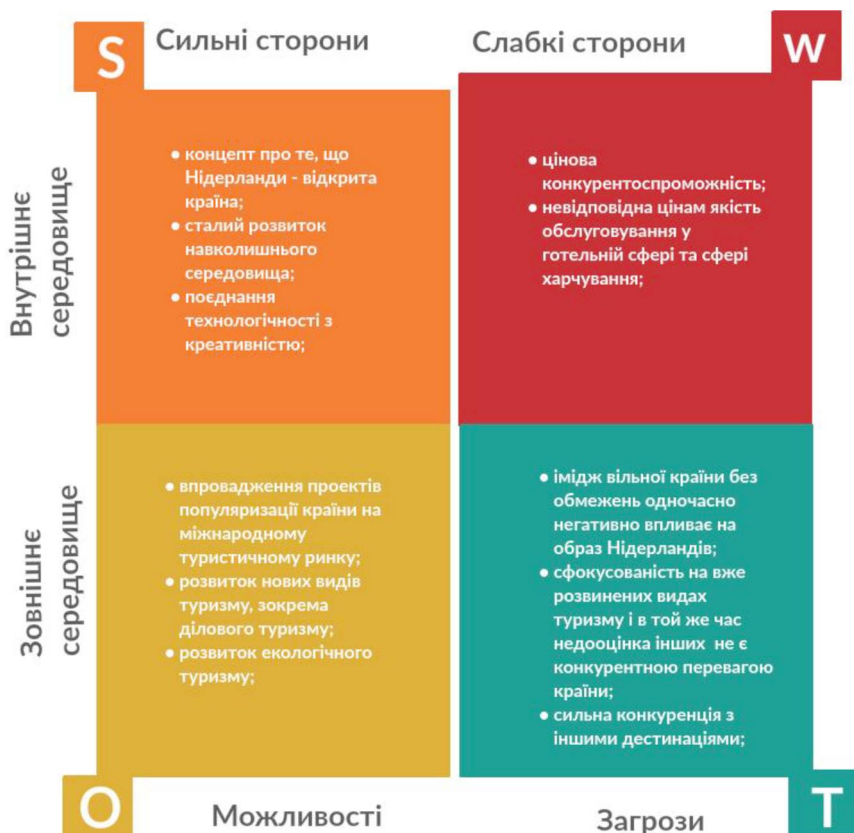 S
Сильні сторони
Слабкі сторони
W
Внутрішнє
середовище
● концепт про те, що
Нідерланди - відкрита
країна;
● сталий розвиток
навколишнього
середовища;
● поєднання
технологічності з
креативністю;
● цінова
конкурентоспроможність;
● невідповідна цінам якість
обслуговування у
готельній сфері та сфері
харчування;
Зовнішнє
середовище
● впровадження проектів
популяризації країни на
міжнародному
туристичному ринку;
● розвиток нових видів
туризму, зокрема
ділового туризму;
● розвиток екологічного
туризму;
● імідж вільної країни без
обмежень одночасно
негативно впливає на
образ Нідерландів;
● сфокусованість на вже
розвинених видах
туризму і в той же час
недооцінка інших не є
конкурентною перевагою
країни;
● сильна конкуренція з
іншими дестинаціями;
O
Можливості
Загрози
T